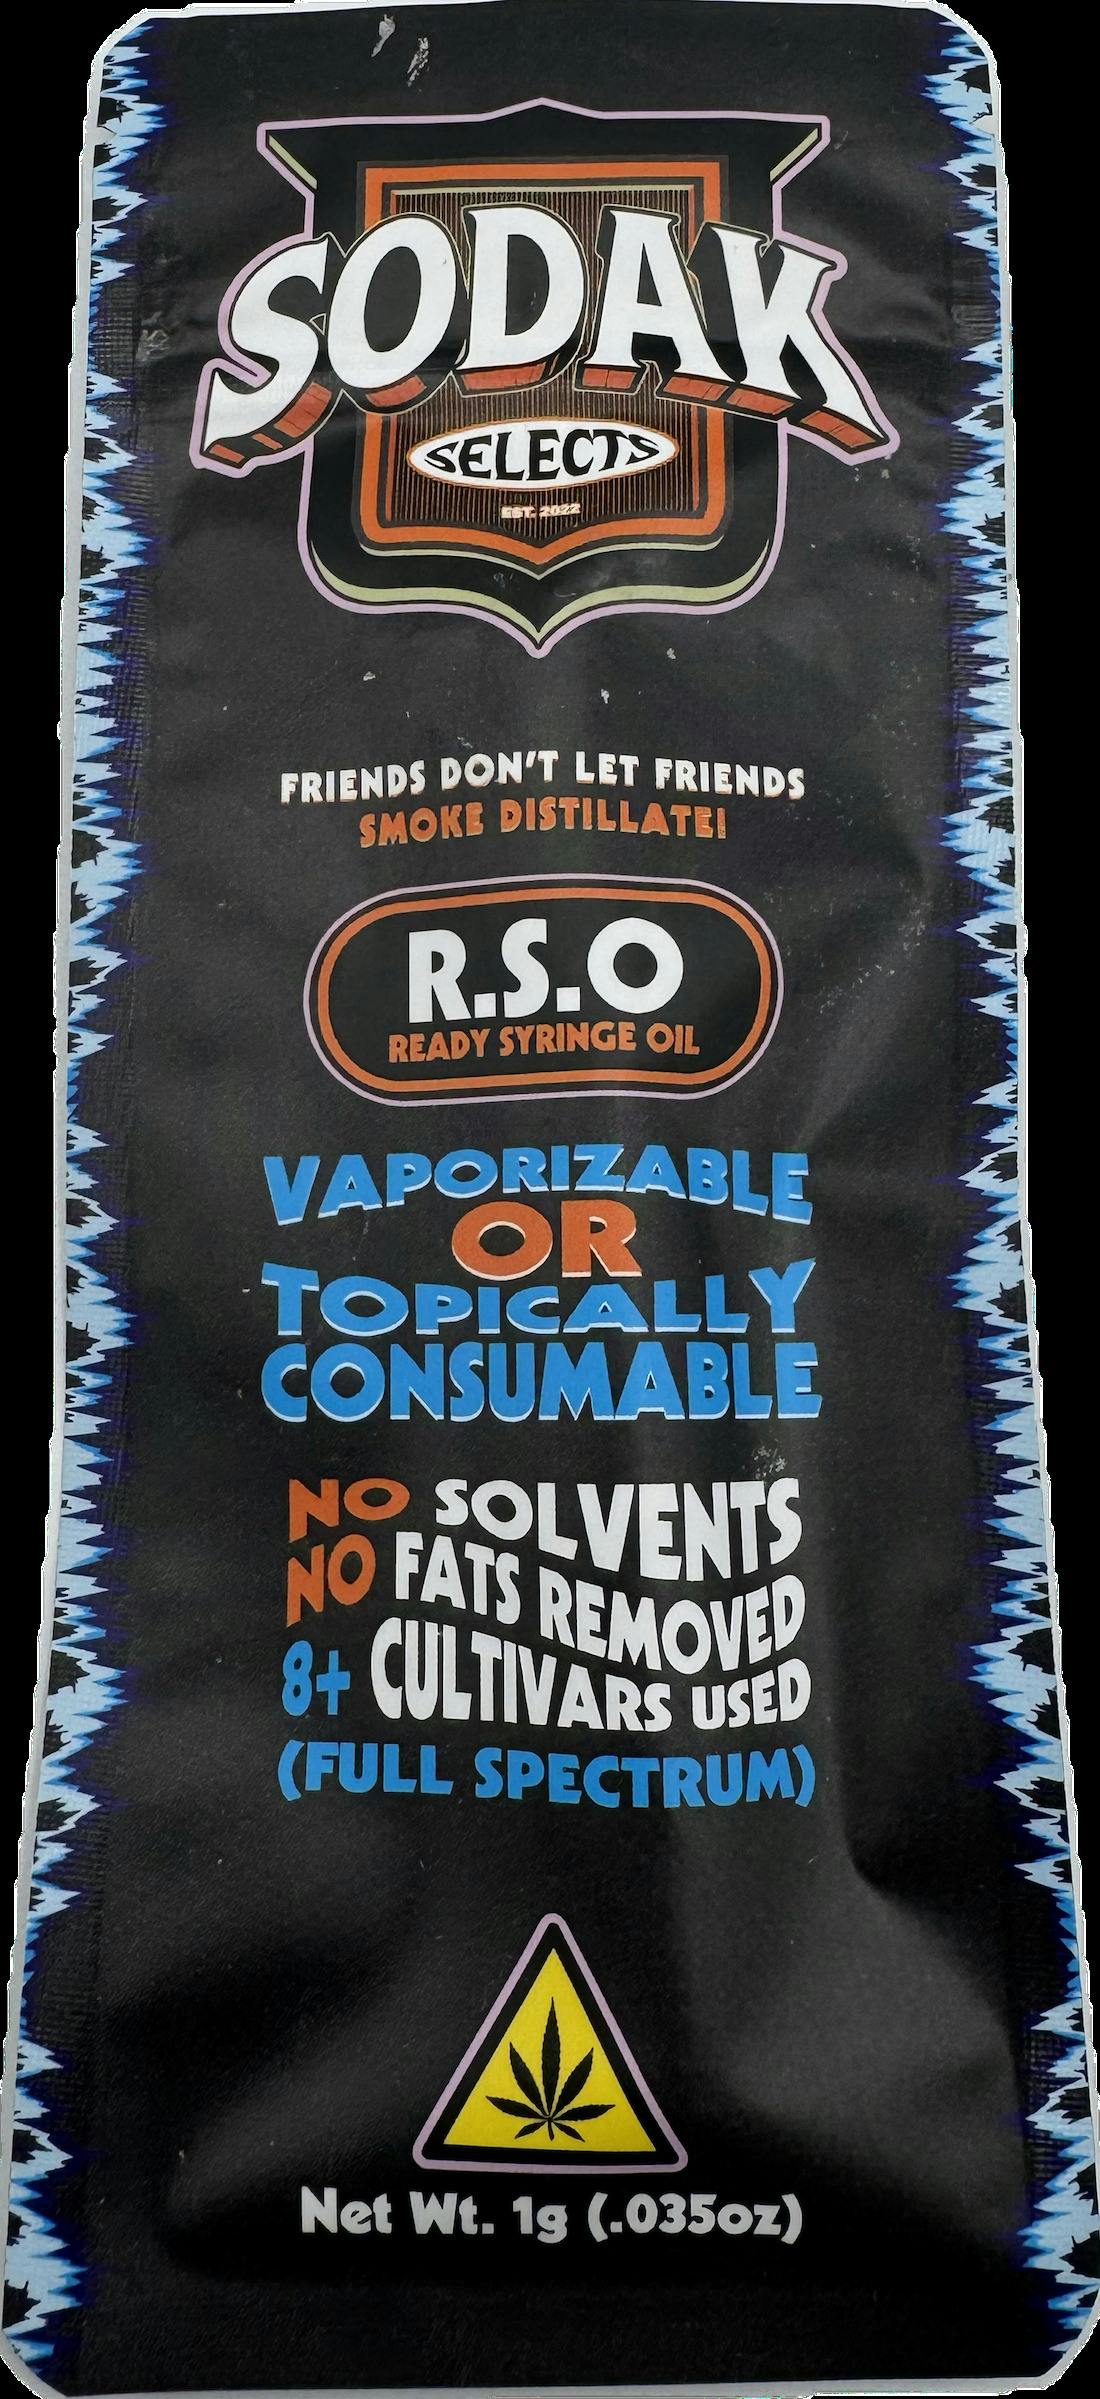 SODAK
SELECTS
EST. 2022
FRIENDS DON'T LET FRIENDS
SMOKE DISTILLATE!
R.S.O
READY SYRINGE OIL
VAPORIZABLE
OR
TOPICALLY
CONSUMABLE
NO SOLVENTS
NO FATS REMOVED
8+ CULTIVARS USED
(FULL SPECTRUM)
Net Wt. 1g (.035oz)